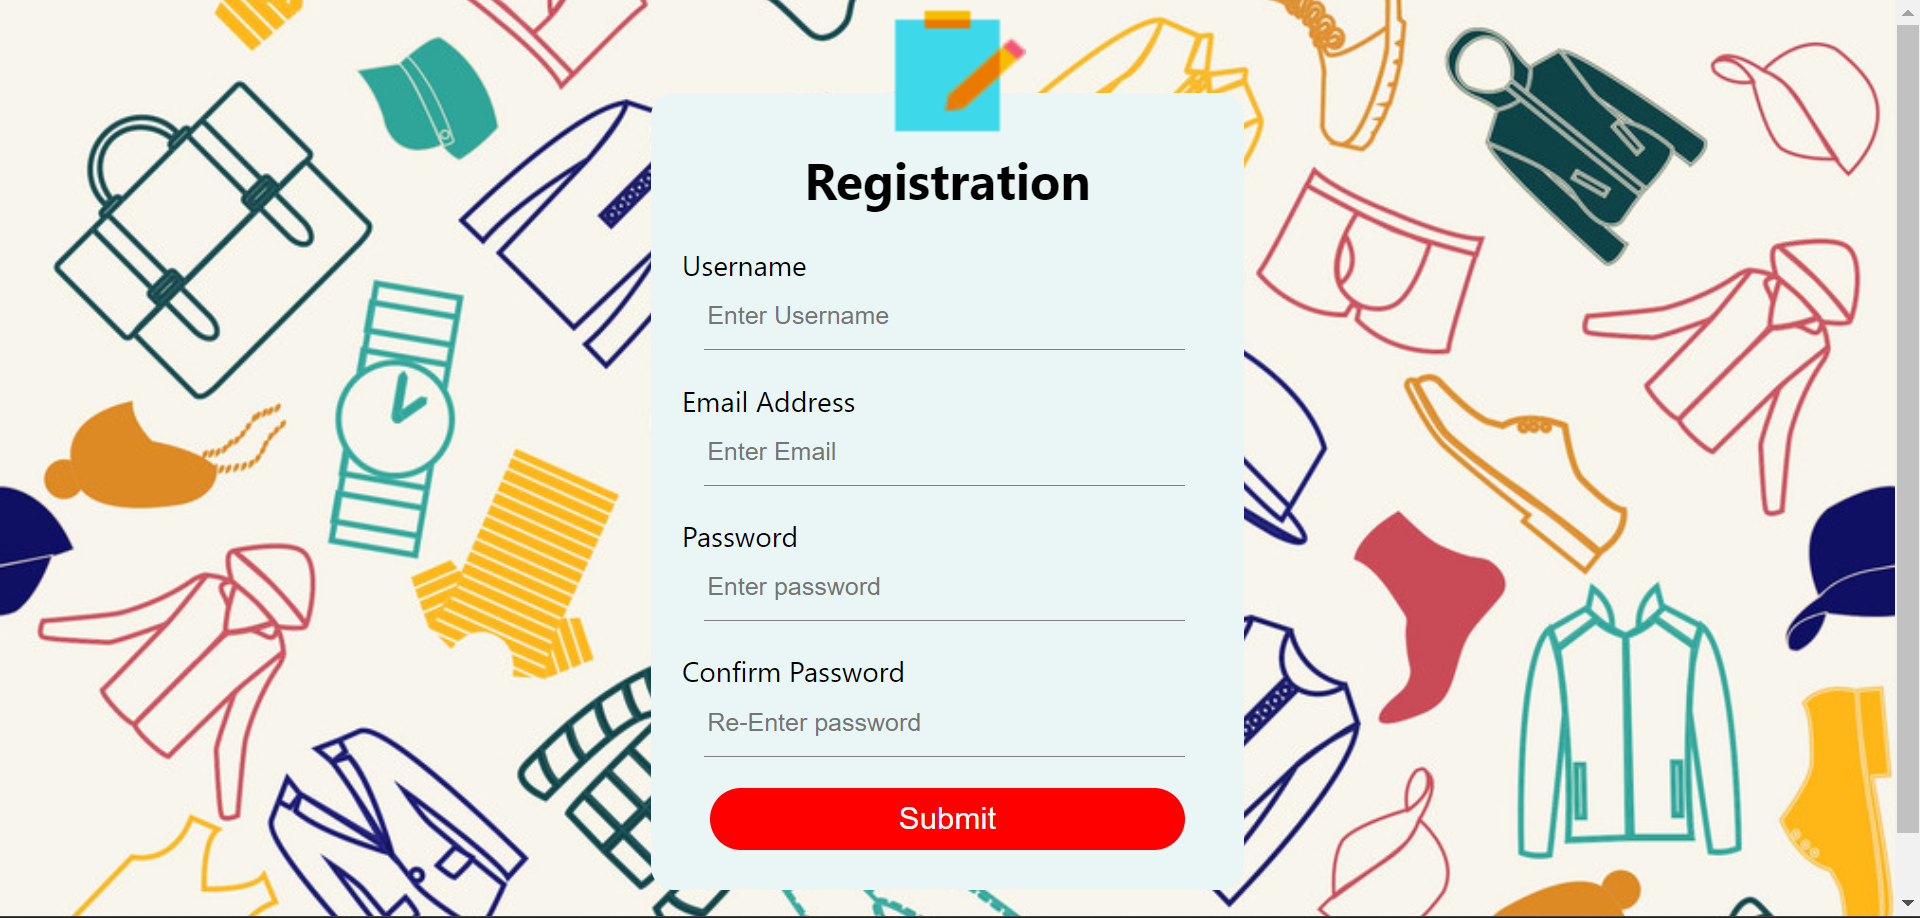 Registration
Username
Enter Username
Email Address
Enter Email
Password
Enter password
Confirm Password
Re-Enter password
Submit